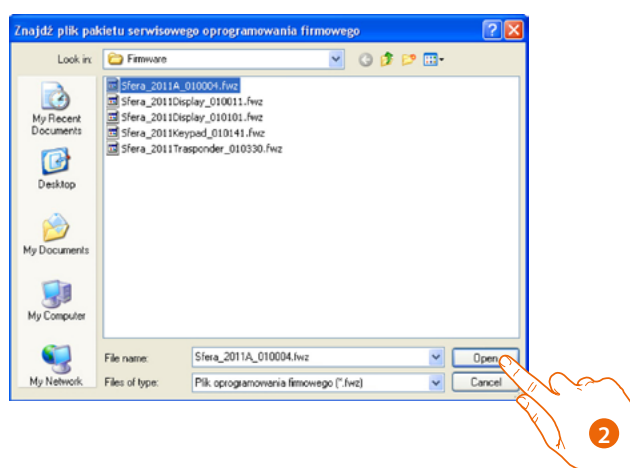 Znajdź plik pakietu serwisowego oprogramowania firmowego
Look in:
Firmware
Sfera_2011A_010004.fwz
Sfera_2011Display_010011.fwz
Sfera_2011Display_010101.fwz
Sfera_2011Keypad_010141.fwz
Sfera_2011Trasponder_010330.fwz
My Recent
Documents
Desktop
My Documents
My Computer
My Network
File name:
Sfera_2011A_010004.fwz
Open
Files of type:
Plik oprogramowania firmowego (*.fwz)
Cancel
2